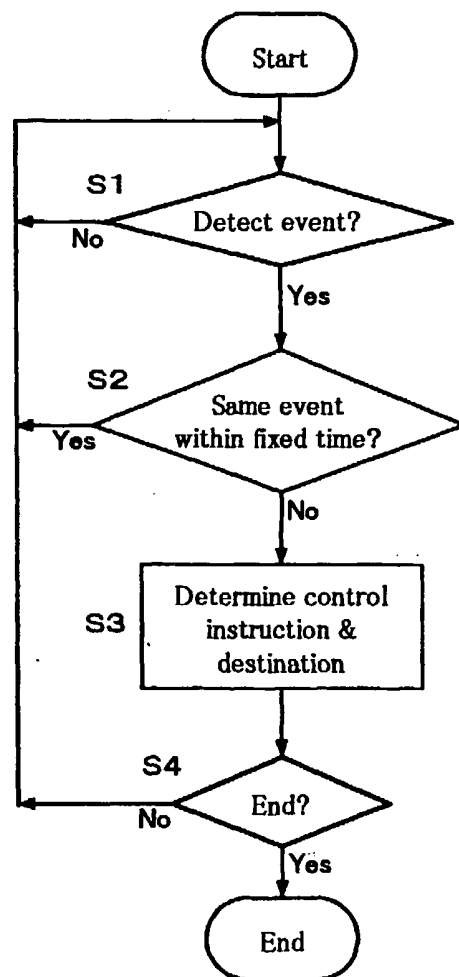 Start
S1
Detect event?
No
Yes
S2
Same event
within fixed time?
Yes
No
S3
Determine control
instruction &
destination
S4
End?
No
Yes
End